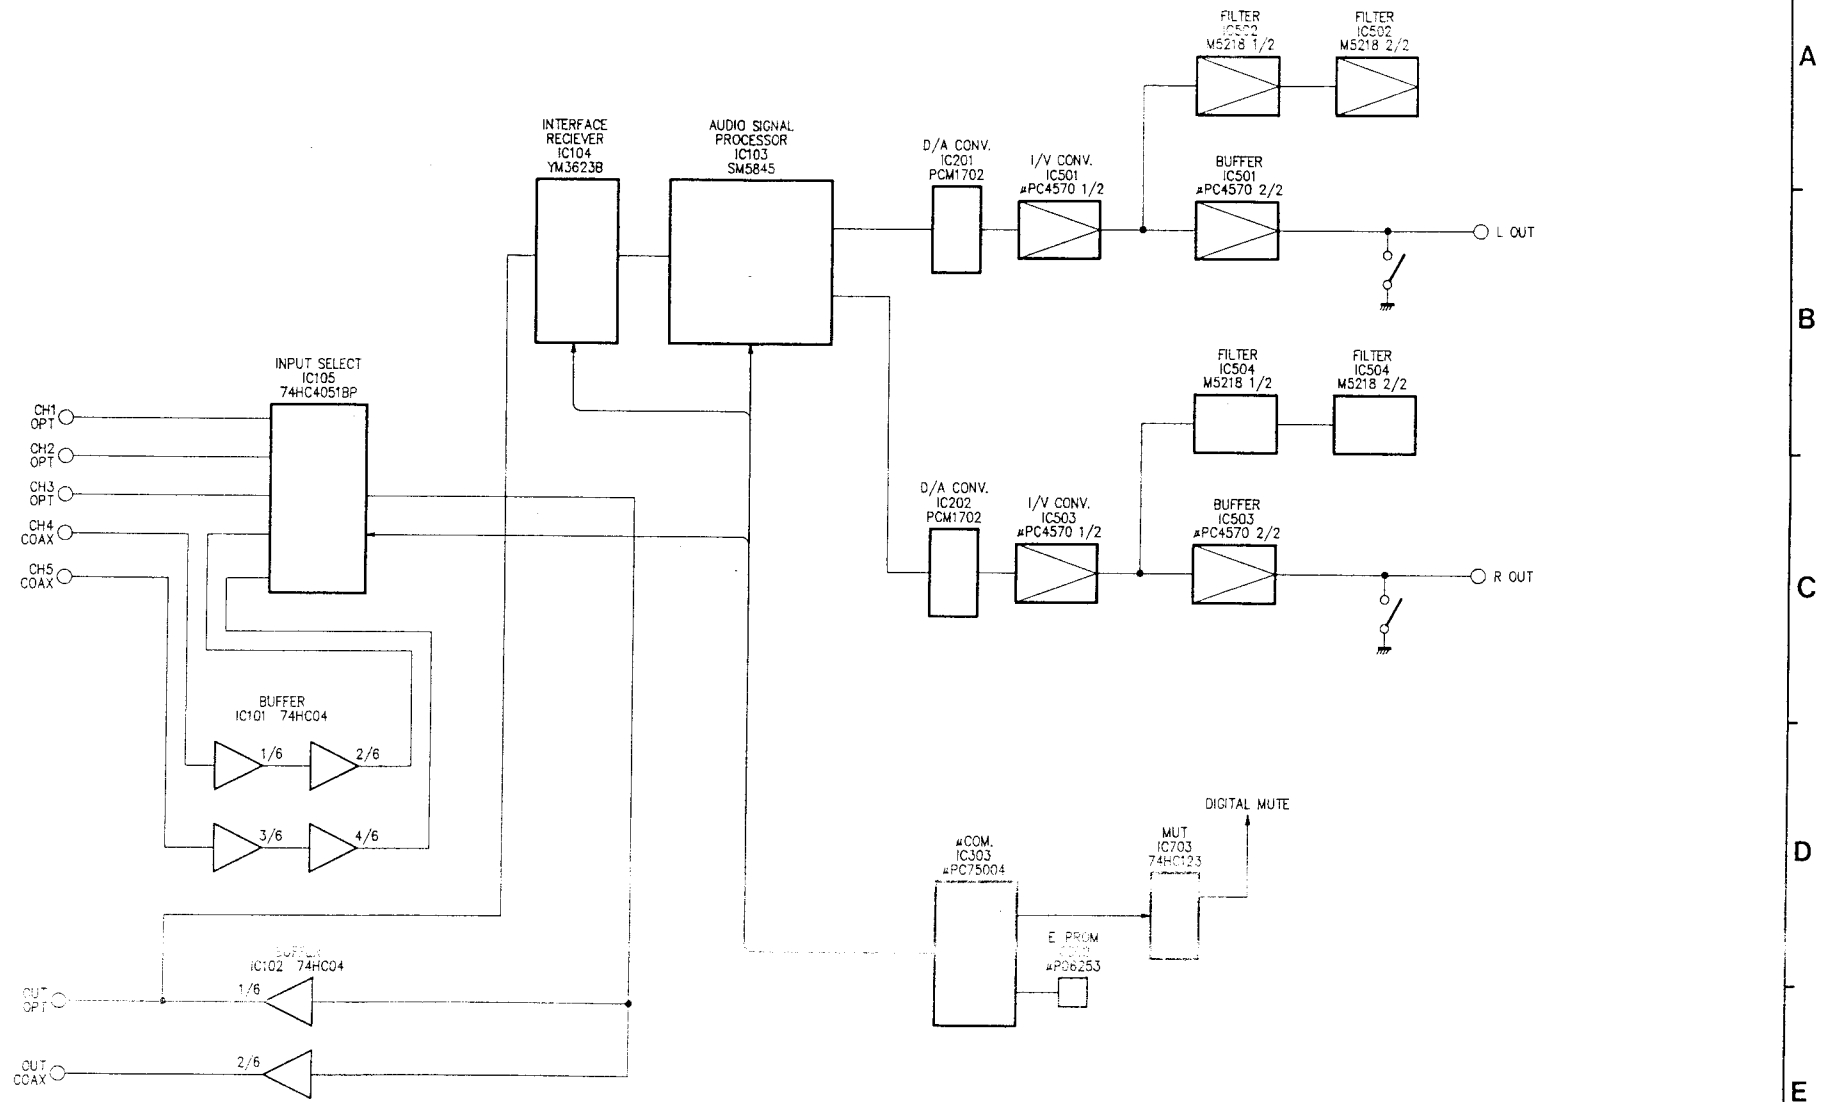 FILTER
IC502
M5218 1/2
FILTER
IC502
M5218 2/2
A
INTERFACE
RECIEVER
IC104
YM3623B
AUDIO SIGNAL
PROCESSOR
IC103
SM5845
D/A CONV.
IC201
PCM1702
I/V CONV.
IC501
µPC4570 1/2
BUFFER
IC501
µPC4570 2/2
L OUT
B
INPUT SELECT
IC105
74HC4051BP
FILTER
IC504
M5218 1/2
FILTER
IC504
M5218 2/2
CH1
OPT
CH2
OPT
CH3
OPT
CH4
COAX
CH5
COAX
D/A CONV.
IC202
PCM1702
I/V CONV.
IC503
µPC4570 1/2
BUFFER
IC503
µPC4570 2/2
R OUT
C
BUFFER
IC101 74HC04
1/6
2/6
3/6
4/6
DIGITAL MUTE
µCOM.
IC303
µPC75004
MUT
IC703
74HC123
D
E PROM
µPD6253
BUFFER
IC102 74HC04
OUT
OPT
1/6
OUT
COAX
2/6
E